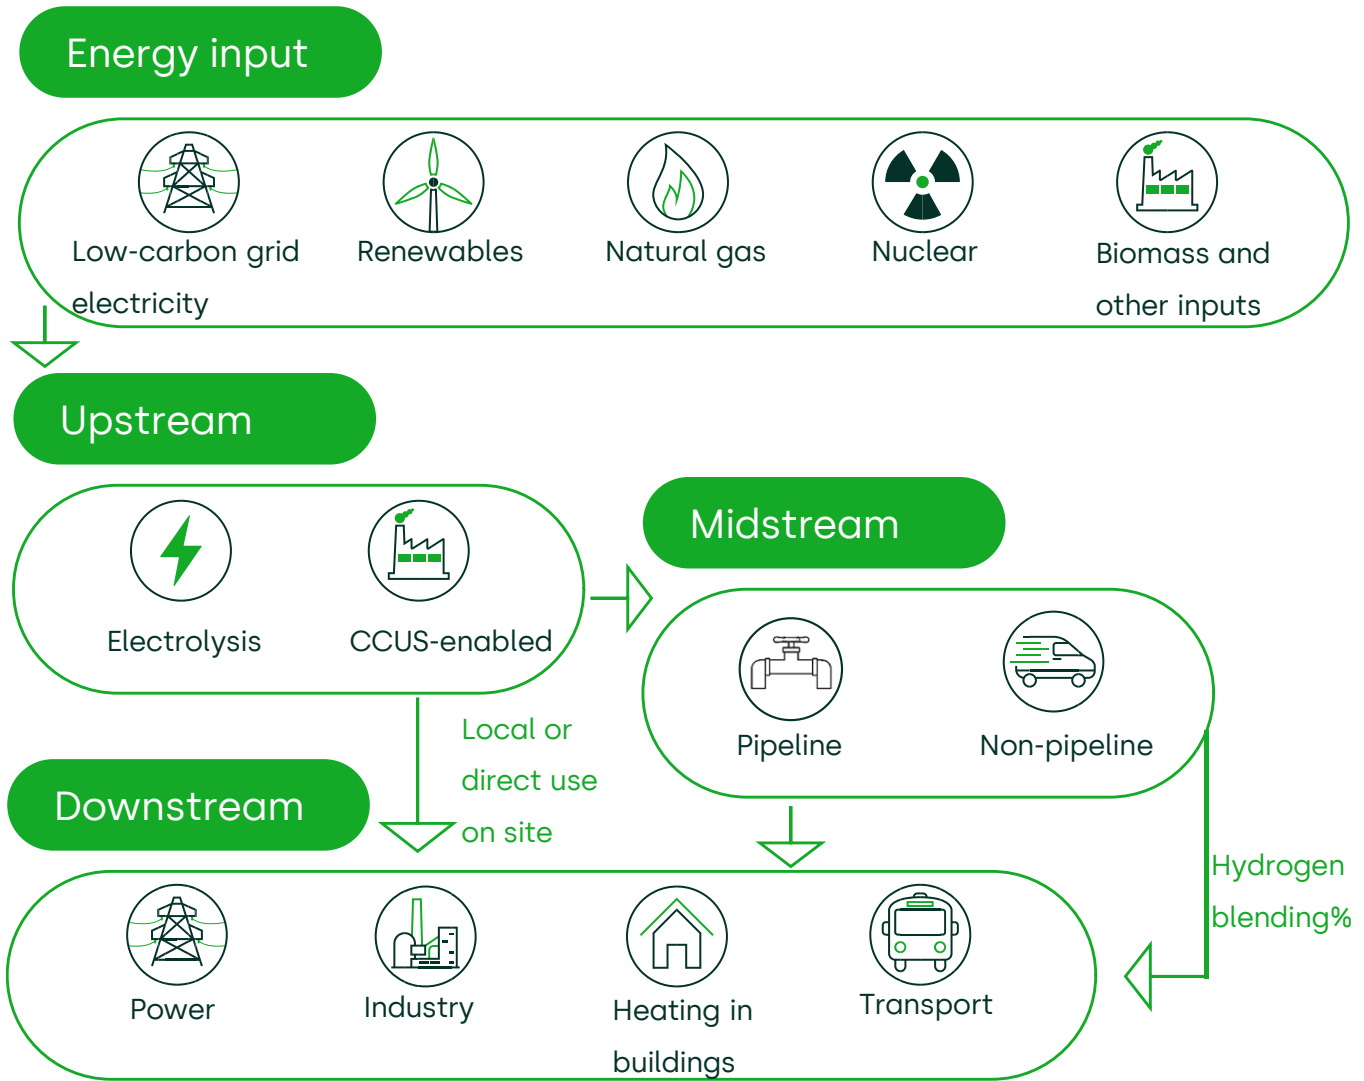 Energy input
Low-carbon grid
electricity
Renewables
Natural gas
Nuclear
Biomass and
other inputs
Upstream
Electrolysis
CCUS-enabled
Midstream
Pipeline
Non-pipeline
Local or
direct use
on site
Hydrogen
blending%
Downstream
Power
Industry
Heating in
buildings
Transport